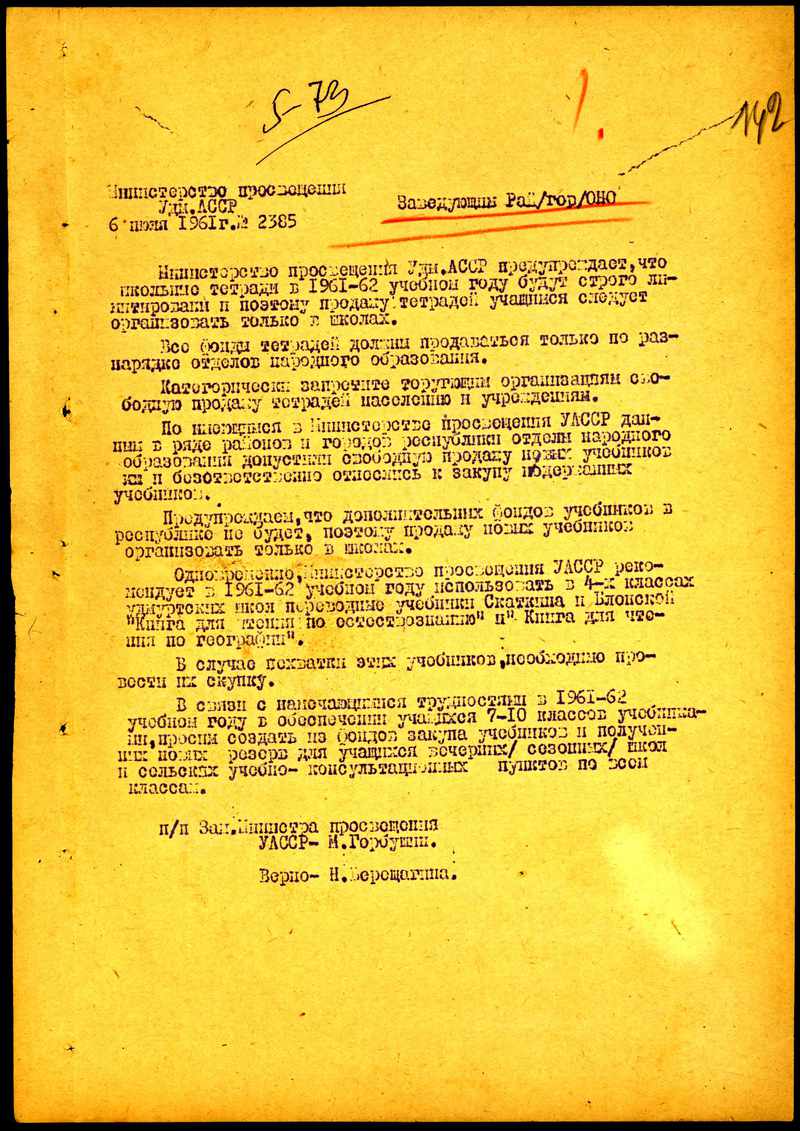 5-73
142
Министерство просвещения
Удм.АССР
6 июля 1961г.№ 2385
Заведующим Рай/гор/ОНО
Министерство просвещения Удм.АССР предупреждает,что
школьные тетради в 1961-62 учебном году будут строго ли-
митированы и поэтому продажу тетрадей учащимся следует
организовать только в школах.
Все фонды тетрадей должны продаваться только по раз-
нарядке отделов народного образования.
Категорически запретите торугющим организациям сво-
бодную продажу тетрадей населению и учреждениям.
По имеющимся в Министерстве просвещения УАССР дан-
ным в ряде районов и городов республики отделы народного
образования допустили свободную продажу новых учебников
и безответственно отнеслись к закупу подержанных
учебников.
Предупреждаем,что дополнительных фондов учебников в
республике не будет, поэтому продажу новых учебников
организовать только в школах.
Одновременно,Министерство просвещения УАССР реко-
мендует в 1961-62 учебном году использовать в 4-х классах
удмуртских школ переводные учебники Скаткина и Блонской
"Книга для чтения по естествознанию" и" Книга для чте-
ния по географии".
В случае нехватки этих учебников,необходимо про-
вести их скупку.
В связи с намечающимися трудностями в 1961-62
учебном году в обеспечении учащихся 7-10 классов учебника-
ми,просим создать из фондов закупа учебников и получен-
ных новых резерв для учащихся вечерних/ сезонных/ школ
и сельских учебно- консультационных пунктов по всем
классам.
п/п Зам.Министра просвещения
УАССР- М.Горбушин.
Верно- Н.Верещагина.